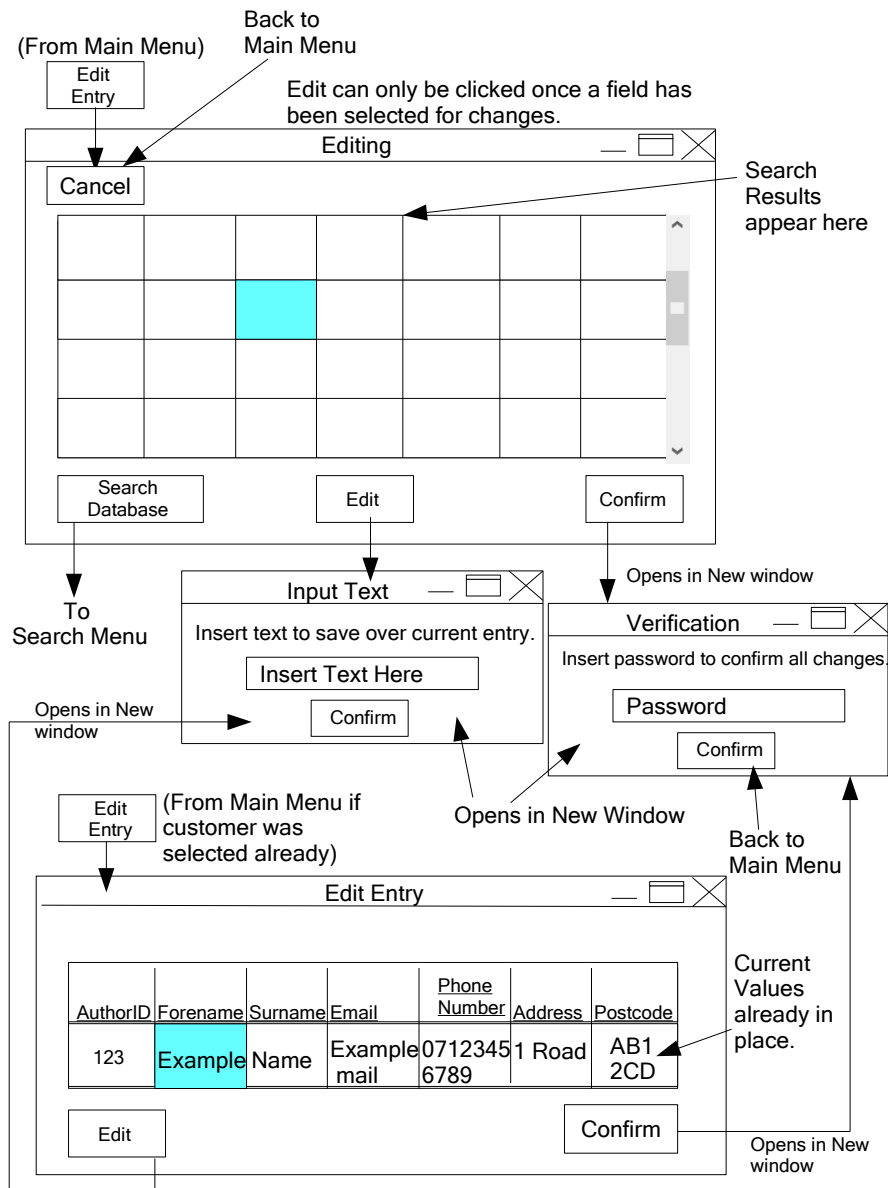 Back to
Main Menu
(From Main Menu)
Edit
Entry
Edit can only be clicked once a field has
been selected for changes.
Editing
Cancel
Search
Results
appear here
Search
Database
Edit
Confirm
To
Search Menu
Opens in New window
Input Text
Insert text to save over current entry.
Insert Text Here
Confirm
Verification
Insert password to confirm all changes.
Password
Confirm
Opens in New
window
Opens in New Window
Back to
Main Menu
Edit
Entry
(From Main Menu if
customer was
selected already)
Edit Entry
AuthorID Forename Surname Email Phone Number Address Postcode
123 Example Name Example mail 0712345 6789 1 Road AB1 2CD
Current
Values
already in
place.
Edit
Confirm
Opens in New
window